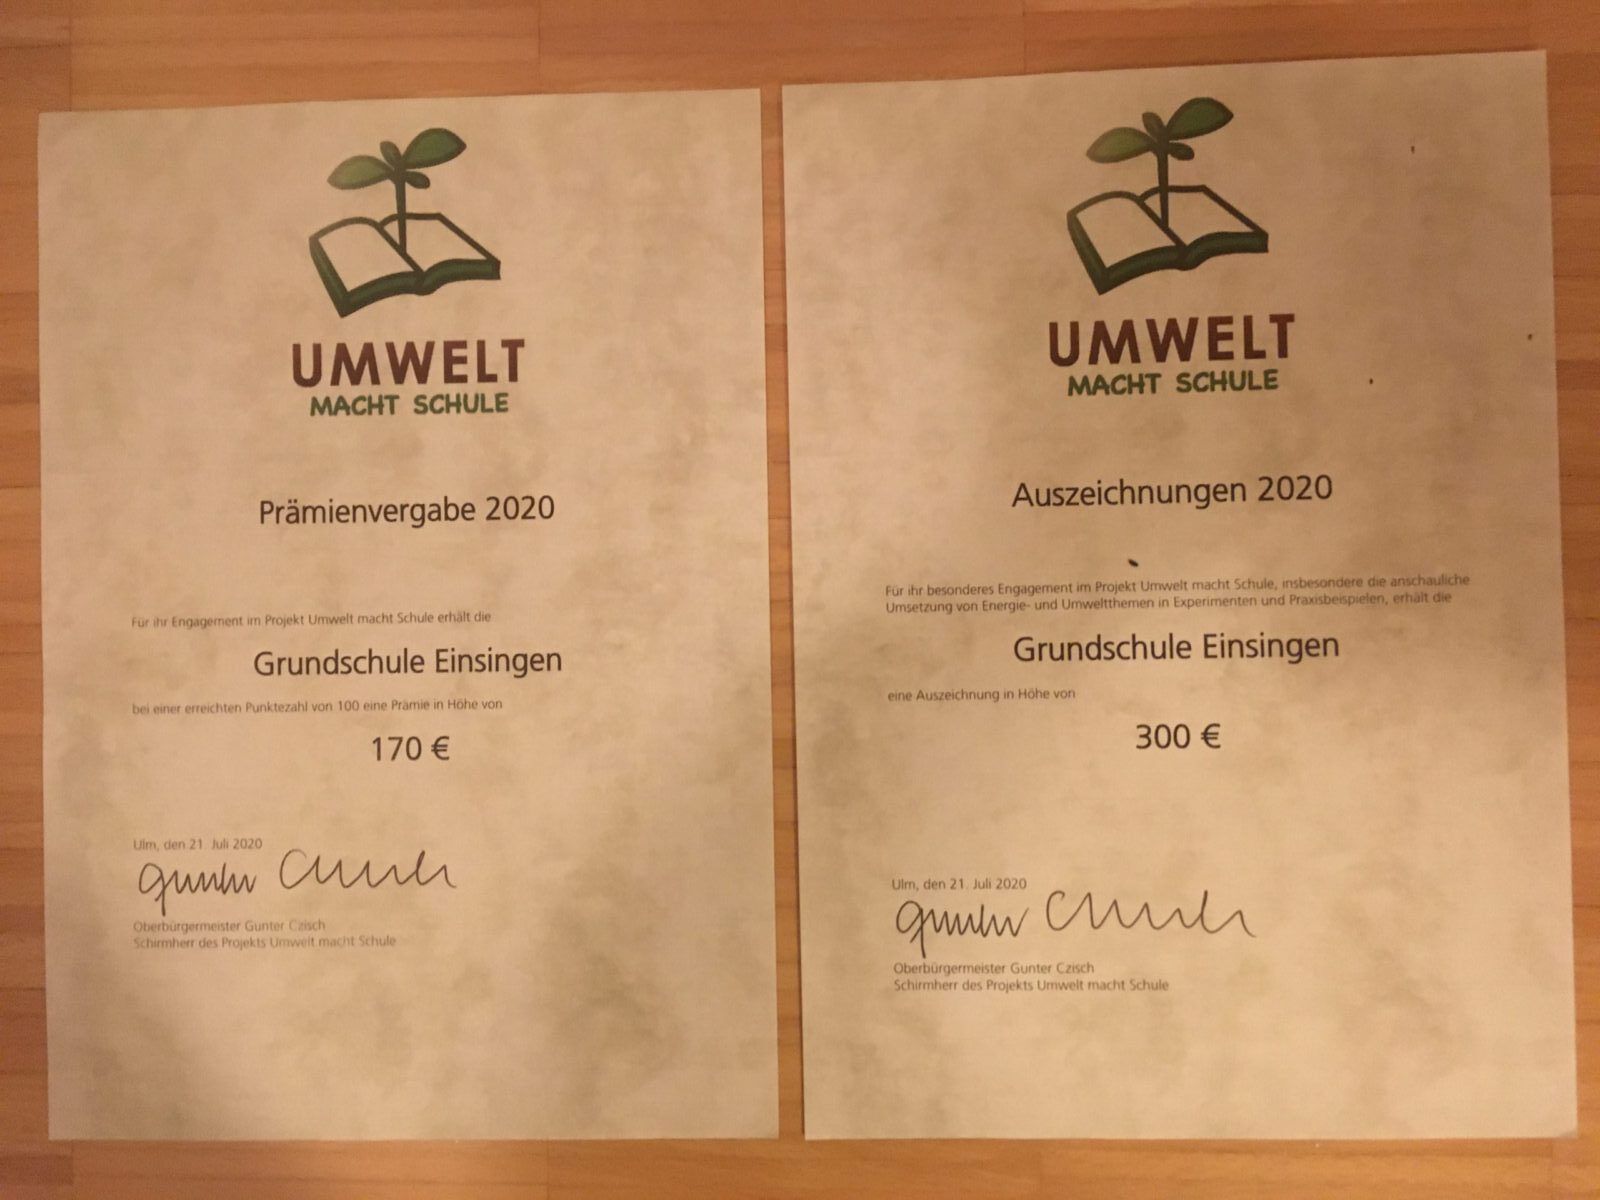 UMWELT
MACHT SCHULE
Prämienvergabe 2020
Für ihr Engagement im Projekt Umwelt macht Schule erhält die
Grundschule Einsingen
bei einer erreichten Punktezahl von 100 eine Prämie in Höhe von
170 €
Ulm, den 21. Juli 2020
Gunter Czisch
Oberbürgermeister Gunter Czisch
Schirmherr des Projekts Umwelt macht Schule
UMWELT
MACHT SCHULE
Auszeichnungen 2020
Für ihr besonderes Engagement im Projekt Umwelt macht Schule, insbesondere die anschauliche
Umsetzung von Energie- und Umweltthemen in Experimenten und Praxisbeispielen, erhält die
Grundschule Einsingen
eine Auszeichnung in Höhe von
300 €
Ulm, den 21. Juli 2020
Gunter Czisch
Oberbürgermeister Gunter Czisch
Schirmherr des Projekts Umwelt macht Schule